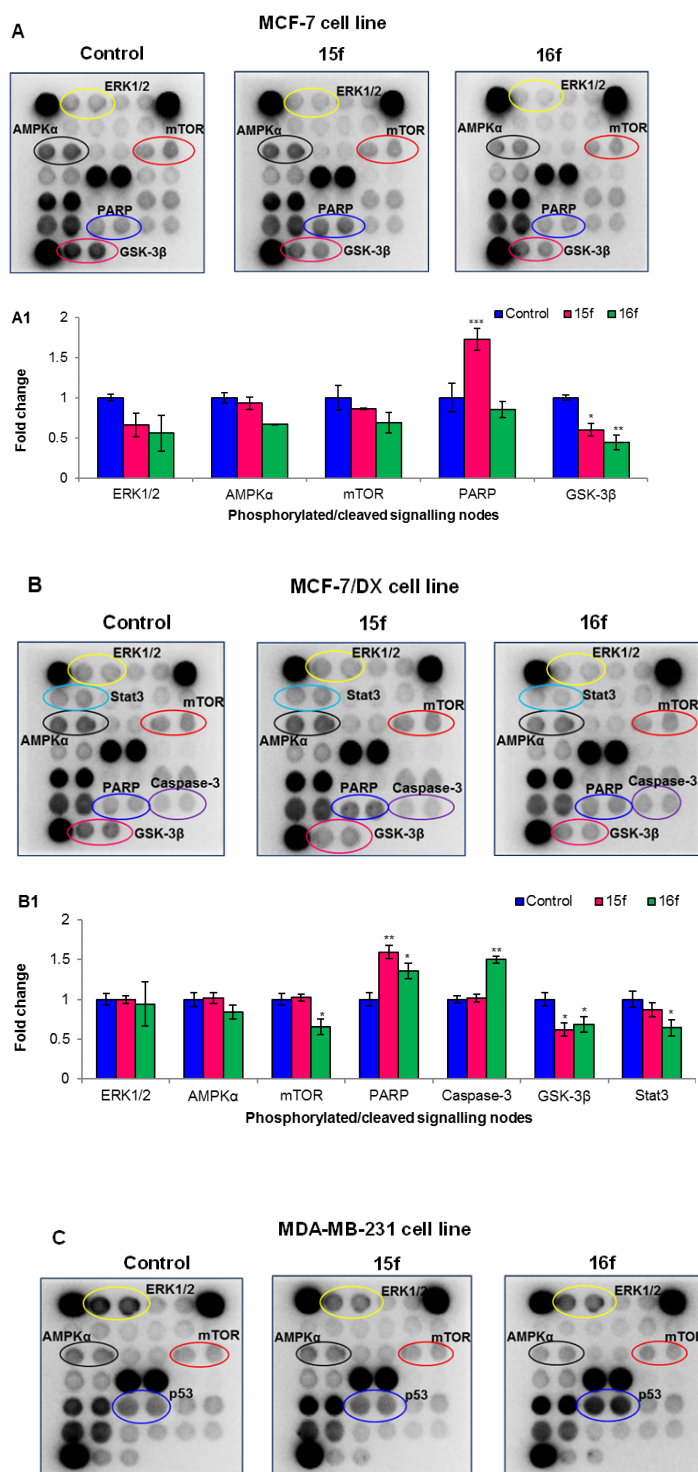 A
MCF-7 cell line
Control 15f 16f
ERK1/2 ERK1/2 ERK1/2
AMPKα mTOR AMPKα mTOR AMPKα mTOR
PARP PARP PARP
GSK-3β GSK-3β GSK-3β
A1
Control 15f 16f
Fold change
2
1.5
1
0.5
0
***
*
**
ERK1/2 AMPKα mTOR PARP GSK-3β
Phosphorylated/cleaved signalling nodes
B
MCF-7/DX cell line
Control 15f 16f
ERK1/2 ERK1/2 ERK1/2
Stat3 Stat3 Stat3
mTOR mTOR mTOR
AMPKα AMPKα AMPKα
PARP Caspase-3 PARP Caspase-3 PARP Caspase-3
GSK-3β GSK-3β GSK-3β
B1
Control 15f 16f
Fold change
2
1.5
1
0.5
0
*
**
*
**
*
*
*
ERK1/2 AMPKα mTOR PARP Caspase-3 GSK-3β Stat3
Phosphorylated/cleaved signalling nodes
C
MDA-MB-231 cell line
Control 15f 16f
ERK1/2 ERK1/2 ERK1/2
AMPKα mTOR AMPKα mTOR AMPKα mTOR
p53 p53 p53